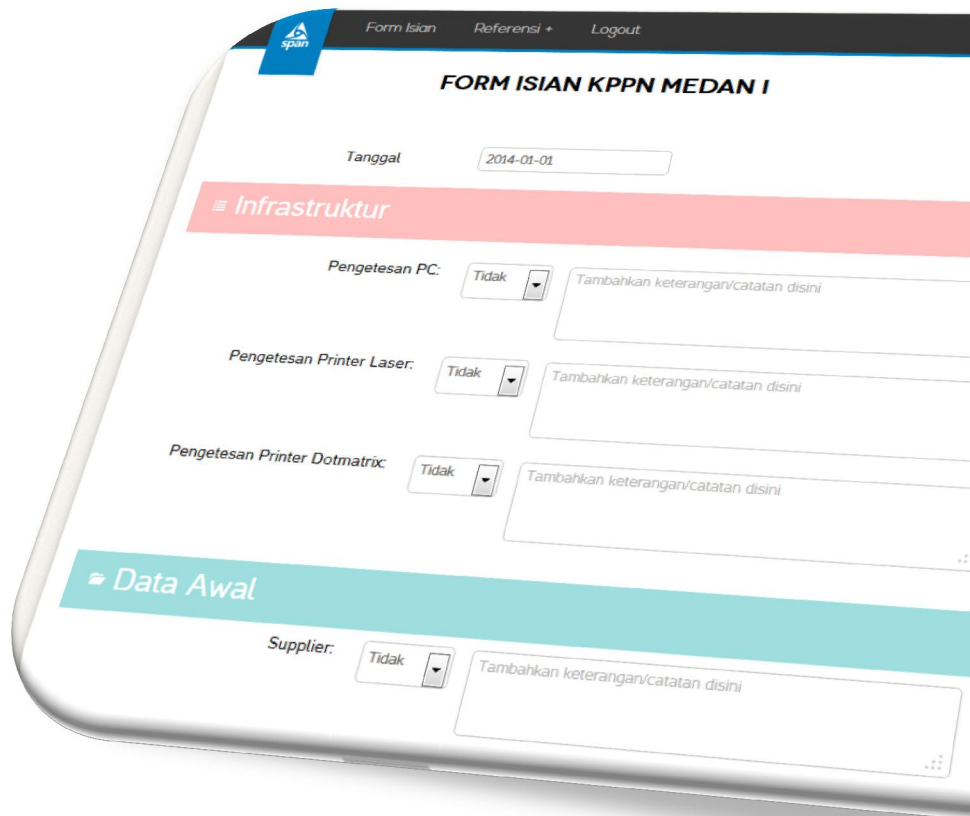 span
Form Isian Referensi + Logout
FORM ISIAN KPPN MEDAN I
Tanggal 2014-01-01
Infrastruktur
Pengetesan PC: Tidak Tambahkan keterangan/catatan disini
Pengetesan Printer Laser: Tidak Tambahkan keterangan/catatan disini
Pengetesan Printer Dotmatrix: Tidak Tambahkan keterangan/catatan disini
Data Awal
Supplier: Tidak Tambahkan keterangan/catatan disini